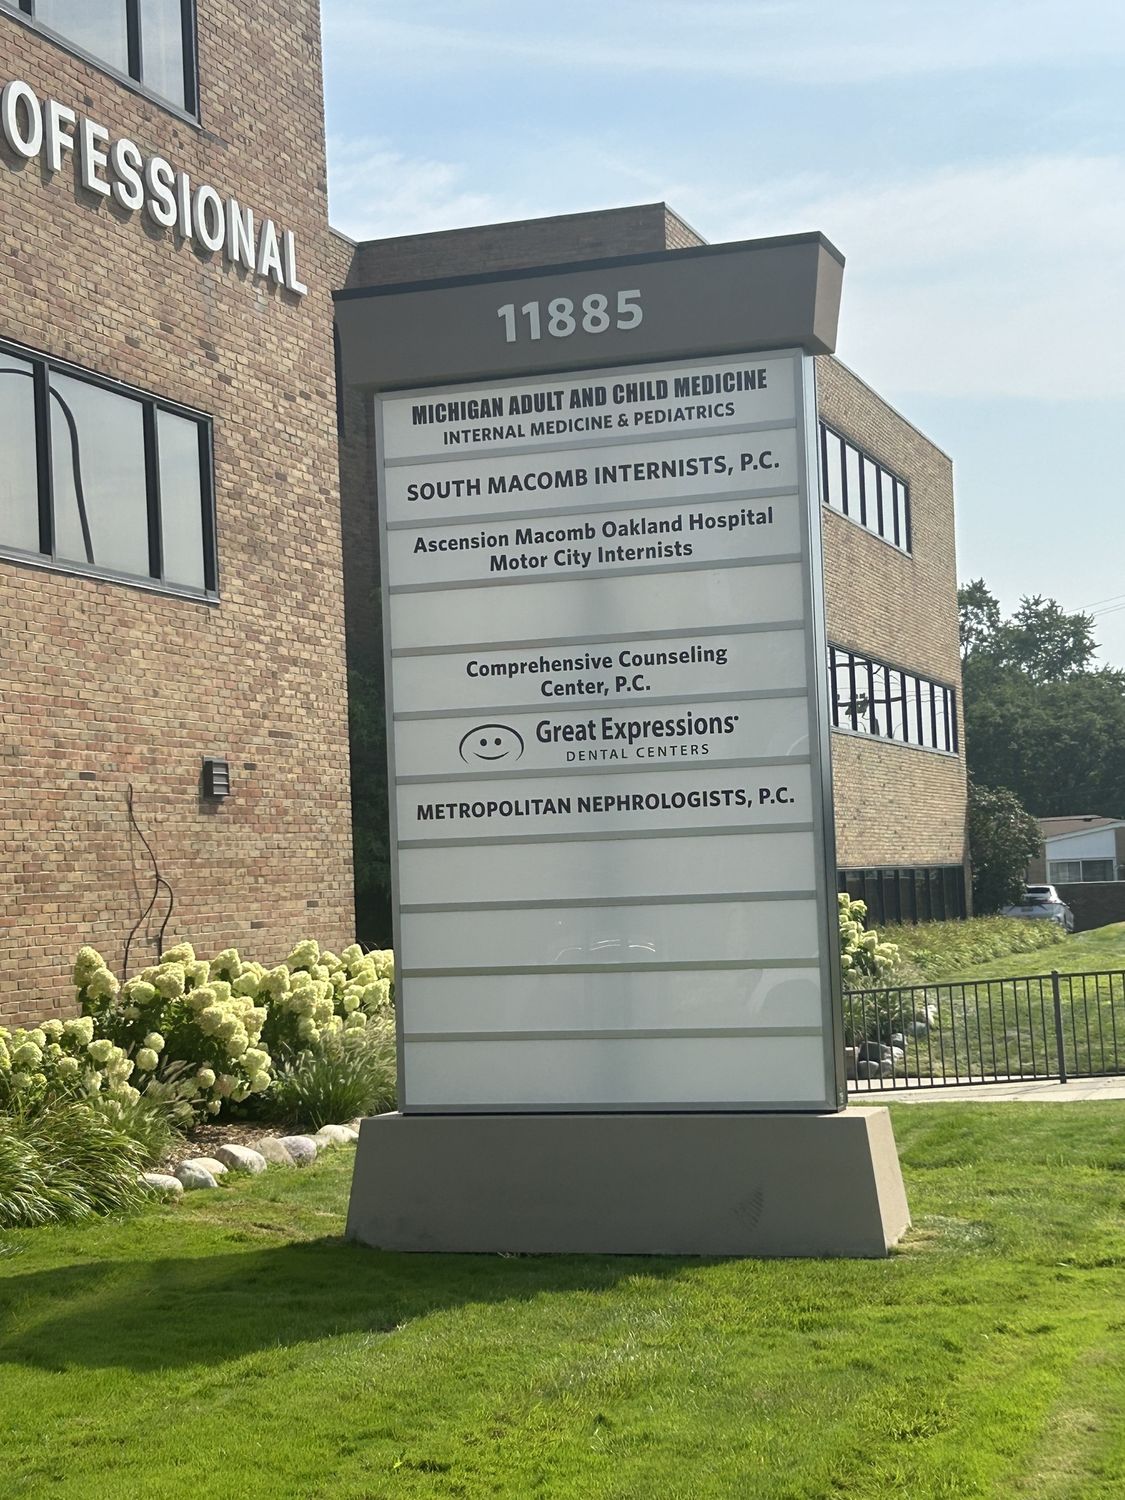 OFESSIONAL
11885
MICHIGAN ADULT AND CHILD MEDICINE
INTERNAL MEDICINE & PEDIATRICS
SOUTH MACOMB INTERNISTS, P.C.
Ascension Macomb Oakland Hospital
Motor City Internists
Comprehensive Counseling
Center, P.C.
Great Expressions
DENTAL CENTERS
METROPOLITAN NEPHROLOGISTS, P.C.